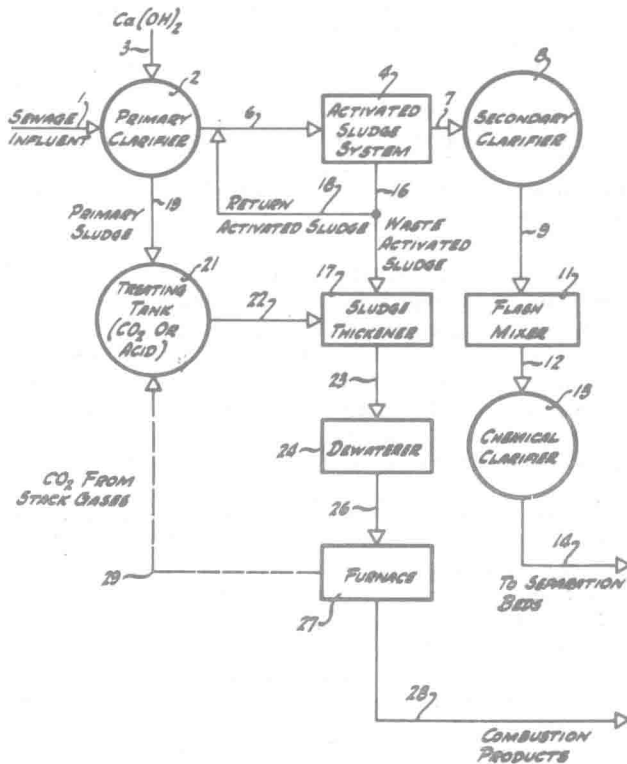 Ca(OH)2
3
2
1
SEWAGE
INFLUENT
PRIMARY
CLARIFIER
6
4
ACTIVATED
SLUDGE
SYSTEM
7
8
SECONDARY
CLARIFIER
19
PRIMARY
SLUDGE
18
RETURN
ACTIVATED SLUDGE
16
WASTE
ACTIVATED
SLUDGE
9
21
TREATING
TANK
(CO2 OR
ACID)
22
17
SLUDGE
THICKENER
11
FLASH
MIXER
23
12
24
DEWATERER
13
CHEMICAL
CLARIFIER
CO2 FROM
STACK GASES
26
14
TO SEPARATION
BEDS
29
FURNACE
27
28
COMBUSTION
PRODUCTS